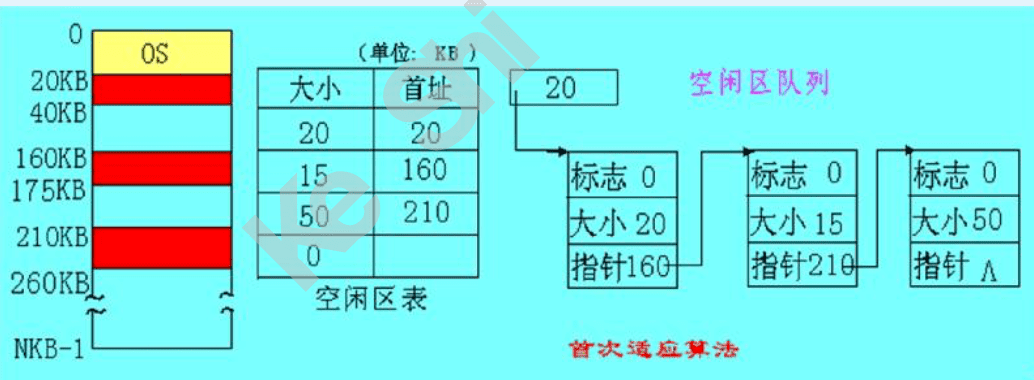 0
OS
20KB
40KB
160KB
175KB
210KB
260KB
NKB-1
(单位: KB)
大小 首址
20 20
15 160
50 210
0
空闲区表
20
空闲区队列
标志 0
大小 20
指针160
标志 0
大小 15
指针210
标志 0
大小50
指针 Λ
首次适应算法
Ke shi